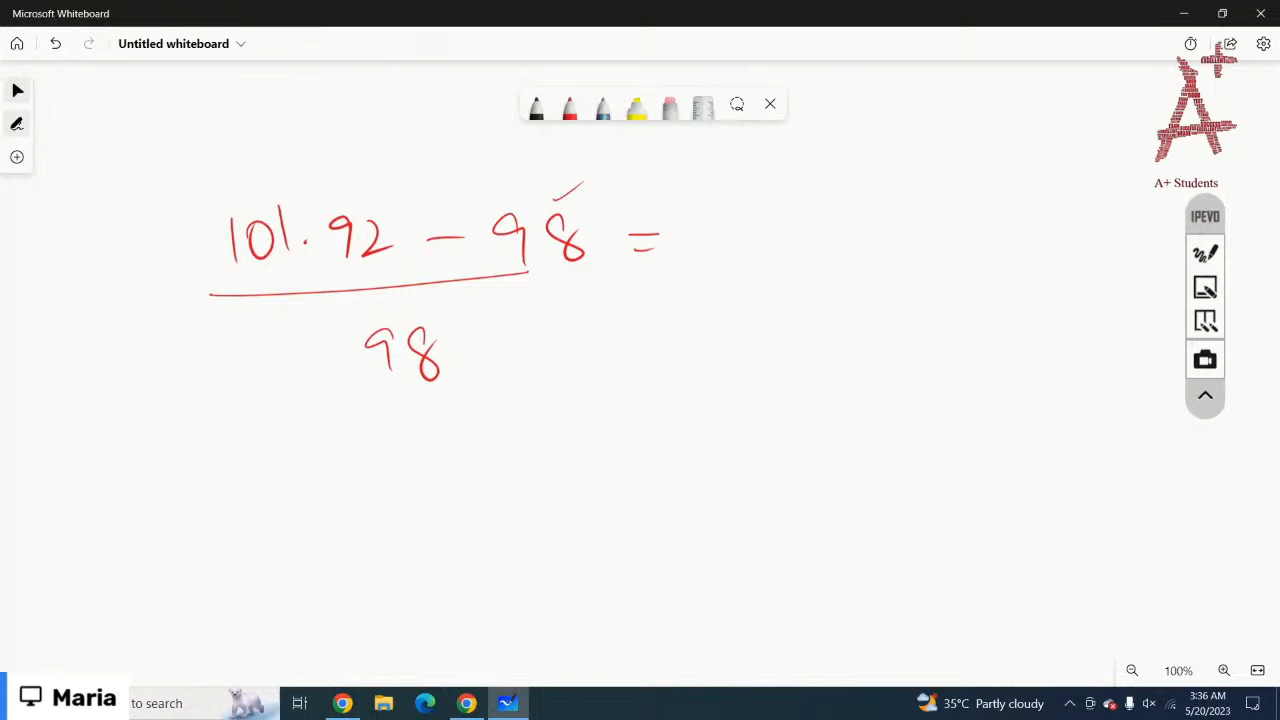 Microsoft Whiteboard
Untitled whiteboard
A+ Students
IPEVO
101.92 - 98 =
98
100%
Maria
to search
35°C Partly cloudy
3:36 AM
5/20/2023